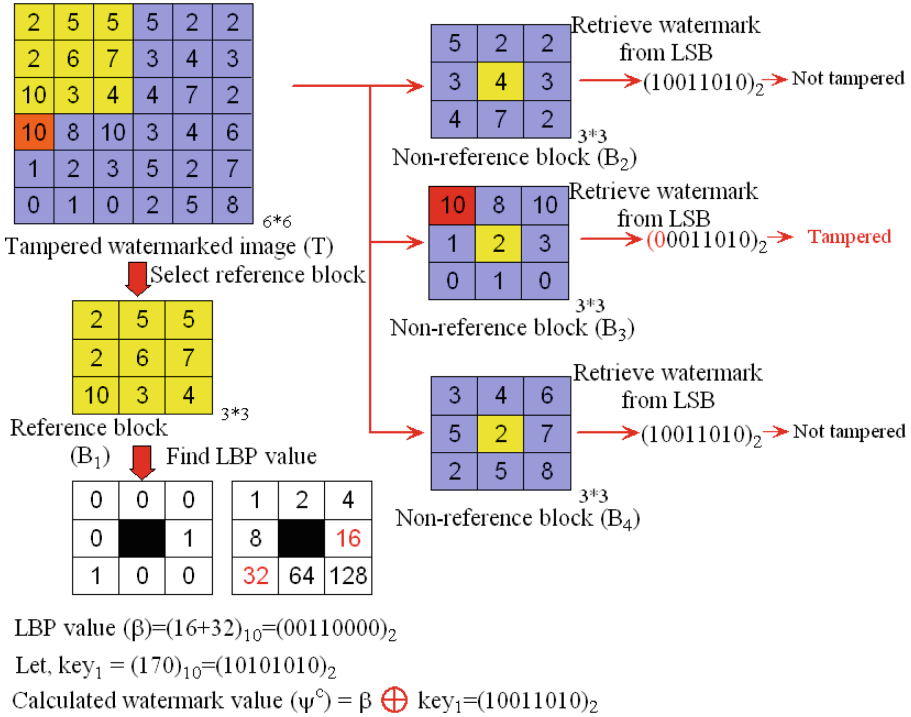 2 5 5 5 2 2
2 6 7 3 4 3
10 3 4 4 7 2
10 8 10 3 4 6
1 2 3 5 2 7
0 1 0 2 5 8
6*6
Tampered watermarked image (T)
Select reference block
2 5 5
2 6 7
10 3 4
3*3
Reference block
(B₁)
Find LBP value
0 0 0
0 1
1 0 0
1 2 4
8 16
32 64 128
5 2 2
3 4 3
4 7 2
3*3
Non-reference block (B₂)
Retrieve watermark
from LSB
(10011010)₂
Not tampered
10 8 10
1 2 3
0 1 0
3*3
Non-reference block (B₃)
Retrieve watermark
from LSB
(00011010)₂
Tampered
3 4 6
5 2 7
2 5 8
3*3
Non-reference block (B₄)
Retrieve watermark
from LSB
(10011010)₂
Not tampered
LBP value (β)=(16+32)₁₀=(00110000)₂
Let, key₁ = (170)₁₀=(10101010)₂
Calculated watermark value (ψᶜ) = β ⊕ key₁=(10011010)₂